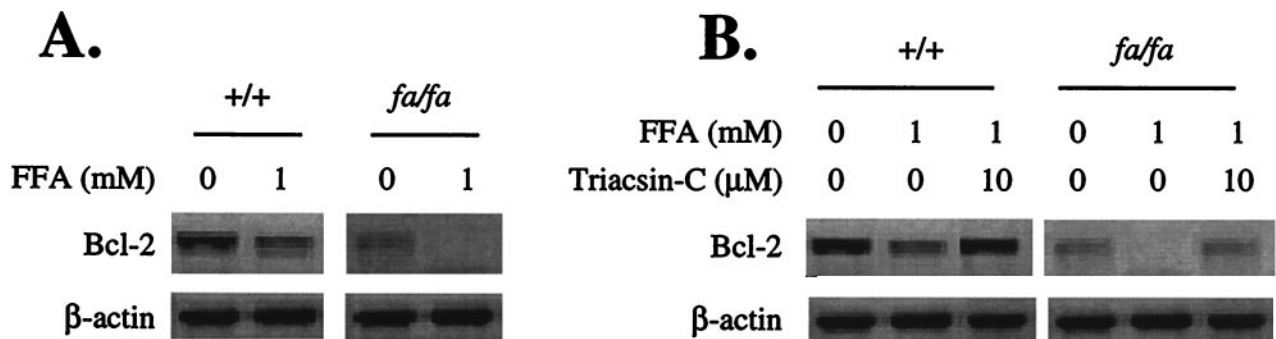 A.
+/+ fa/fa
FFA (mM) 0 1 0 1
Bcl-2
β-actin
B.
+/+ fa/fa
FFA (mM) 0 1 1 0 1 1
Triacsin-C (μM) 0 0 10 0 0 10
Bcl-2
β-actin